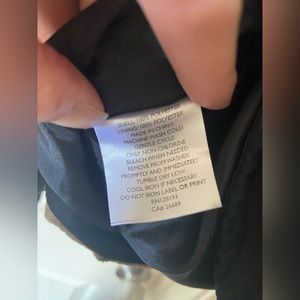 SHELL: 100% POLYESTER
LINING: 100% POLYESTER
MADE IN CHINA
MACHINE WASH COLD
GENTLE CYCLE
ONLY NON-CHLORINE
BLEACH WHEN NEEDED
REMOVE FROM WASHER
PROMPTLY AND IMMEDIATELY
TUMBLE DRY LOW
COOL IRON IF NECESSARY
DO NOT IRON LABEL OR PRINT
RN128193
CA# 26689